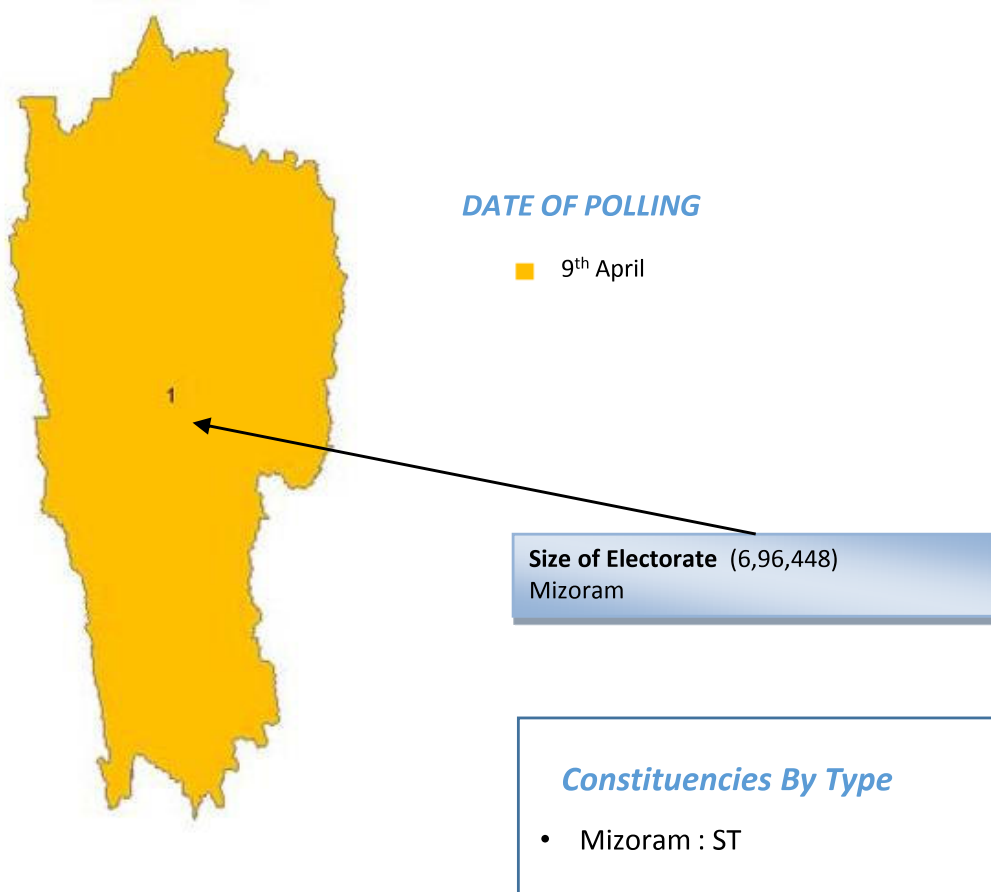 DATE OF POLLING
9th April
1
Size of Electorate (6,96,448)
Mizoram
Constituencies By Type
• Mizoram : ST